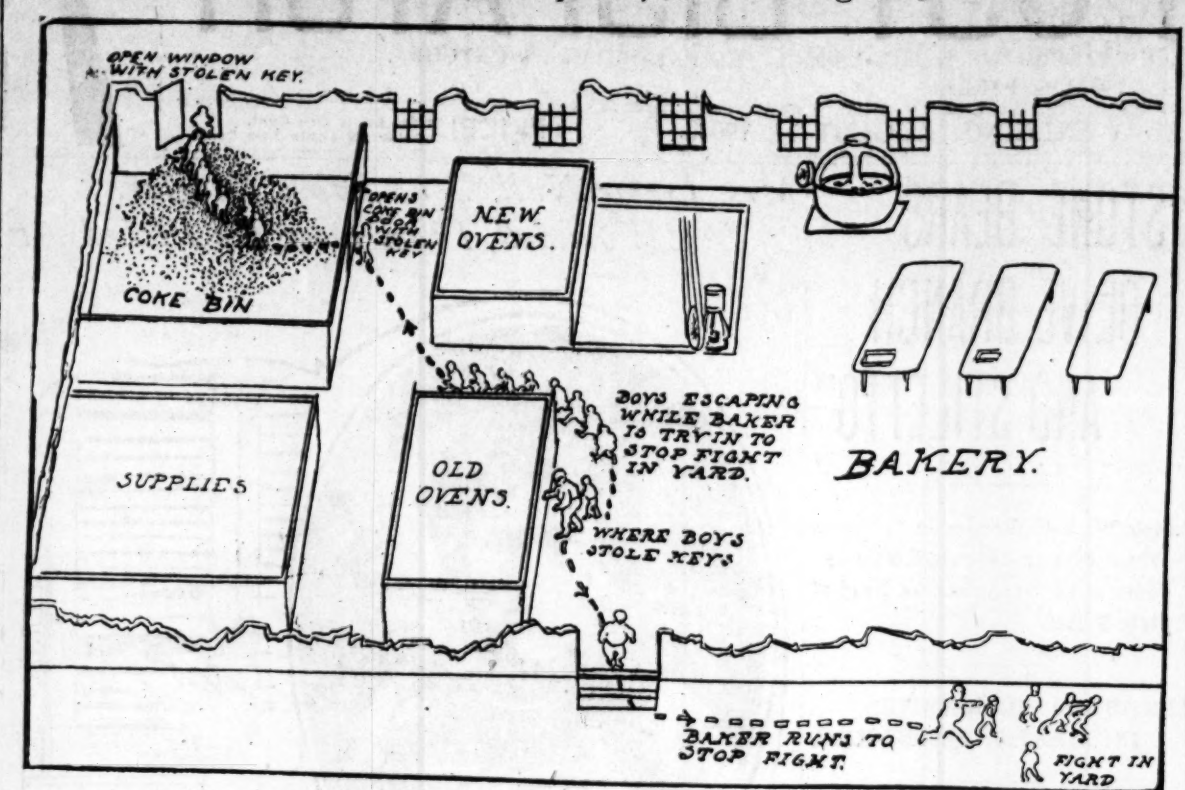 OPEN WINDOW
WITH STOLEN KEY.
OPENS
COKE BIN
WITH
STOLEN
KEY
NEW
OVENS.
COKE BIN
BOYS ESCAPING
WHILE BAKER
IS TRYIN TO
STOP FIGHT
IN YARD.
BAKERY.
SUPPLIES
OLD
OVENS.
WHERE BOYS
STOLE KEYS
BAKER RUNS TO
STOP FIGHT.
FIGHT IN
YARD